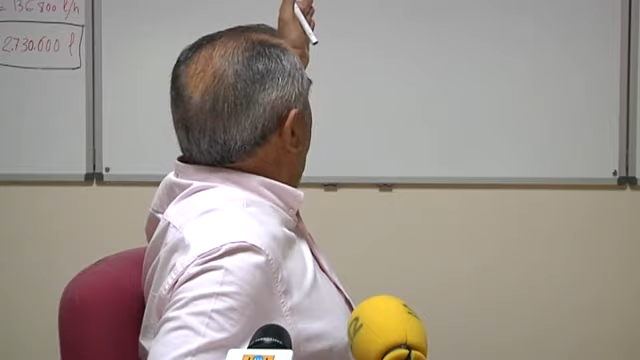 = 136.800 l/h
2.730.000 l